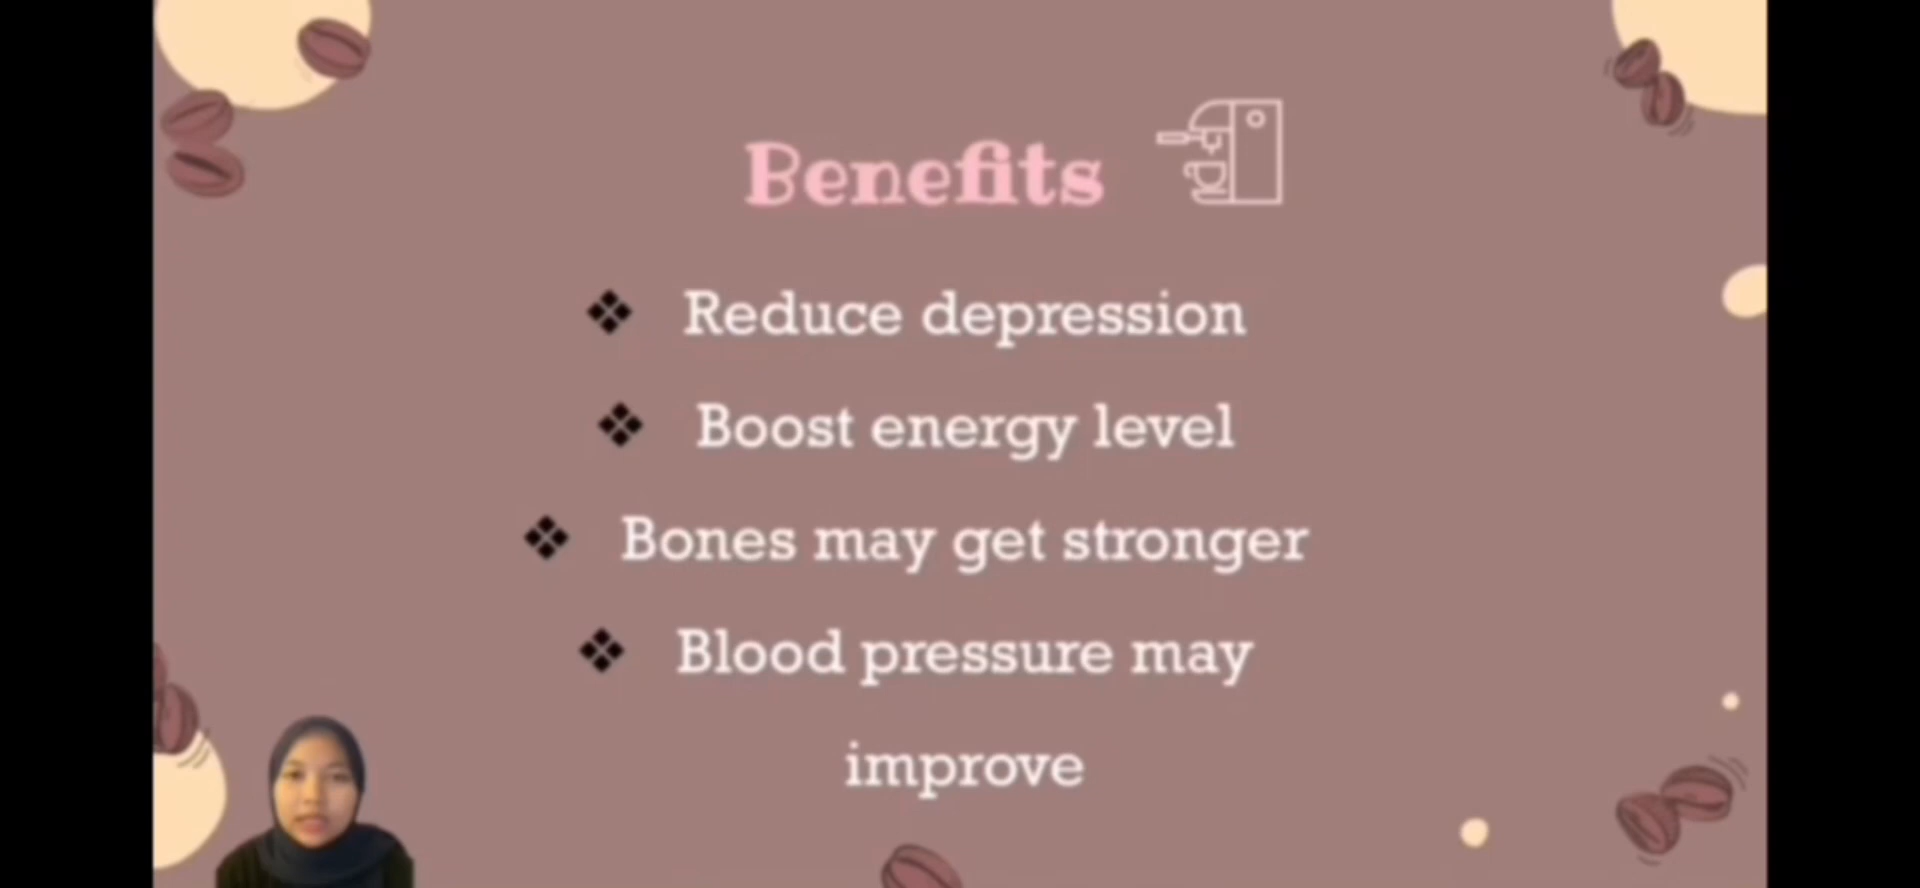 Benefits
❖ Reduce depression
❖ Boost energy level
❖ Bones may get stronger
❖ Blood pressure may
improve